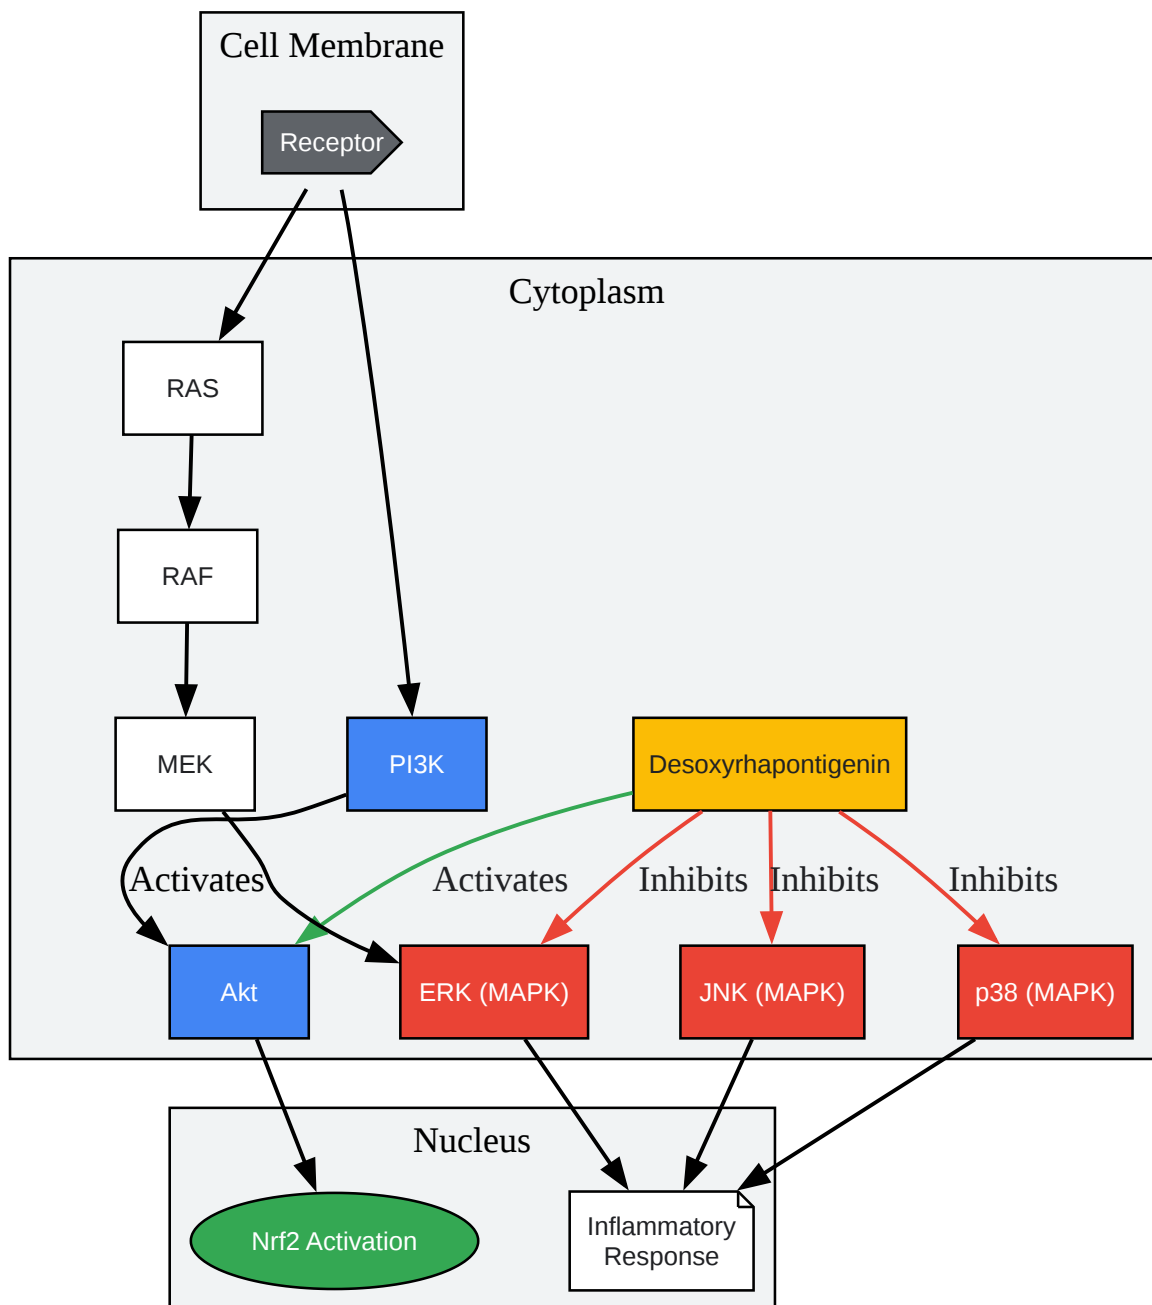 Cell Membrane
Receptor
Cytoplasm
RAS
RAF
MEK
PI3K
Desoxyrhapontigenin
Activates
Activates
Inhibits
Inhibits
Inhibits
Akt
ERK (MAPK)
JNK (MAPK)
p38 (MAPK)
Nucleus
Nrf2 Activation
Inflammatory
Response